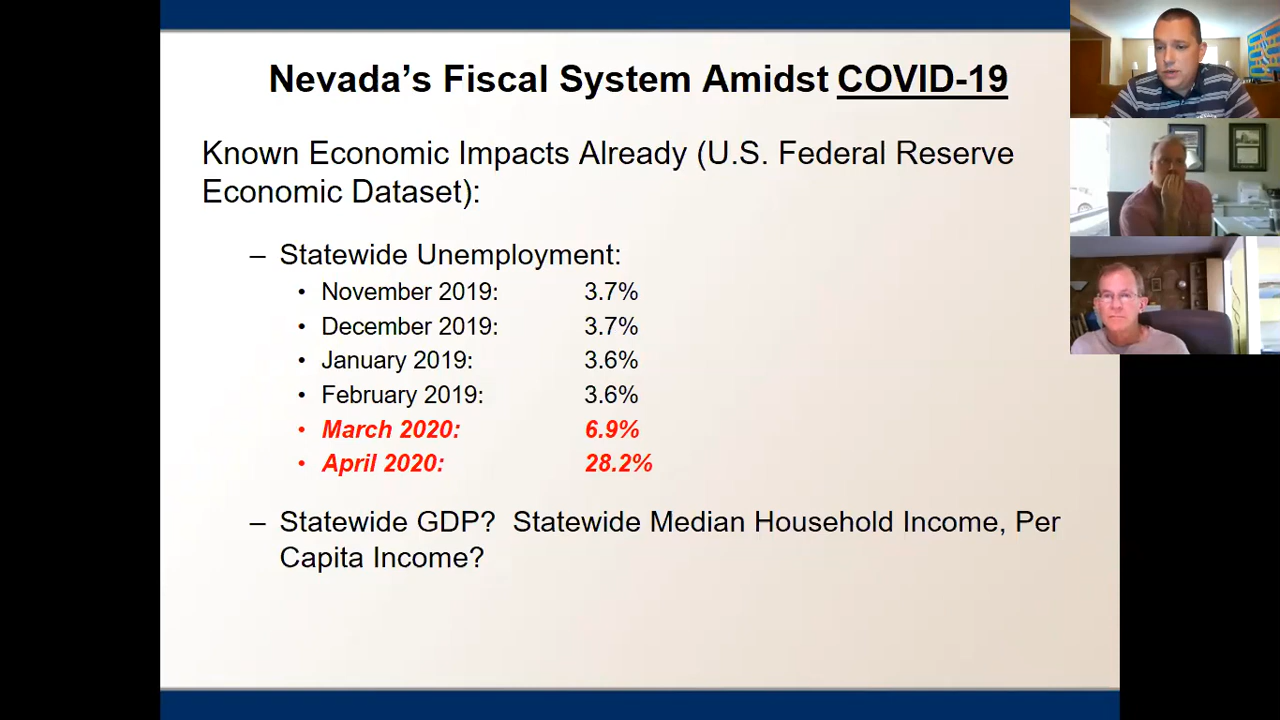 Nevada's Fiscal System Amidst COVID-19
Known Economic Impacts Already (U.S. Federal Reserve
Economic Dataset):
– Statewide Unemployment:
• November 2019: 3.7%
• December 2019: 3.7%
• January 2019: 3.6%
• February 2019: 3.6%
• March 2020: 6.9%
• April 2020: 28.2%
– Statewide GDP? Statewide Median Household Income, Per
Capita Income?